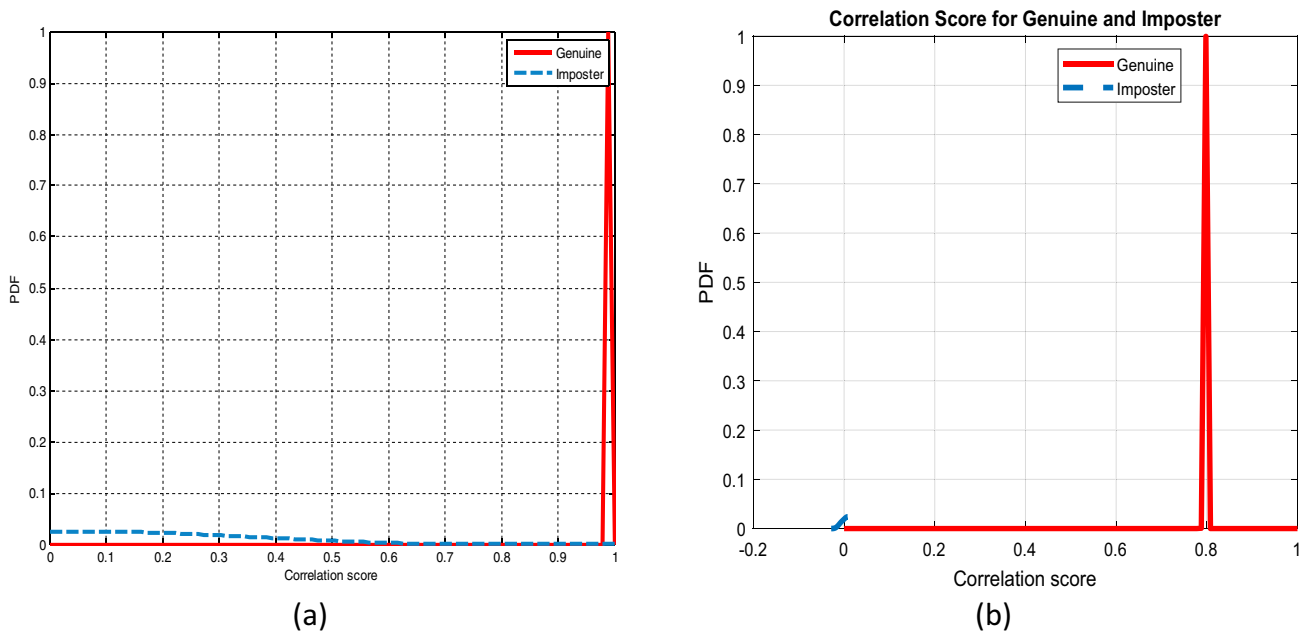 1
0.9
0.8
0.7
0.6
0.5
0.4
0.3
0.2
0.1
0
PDF
Genuine
Imposter
0 0.1 0.2 0.3 0.4 0.5 0.6 0.7 0.8 0.9 1
Correlation score
(a)
Correlation Score for Genuine and Imposter
1
0.9
0.8
0.7
0.6
0.5
0.4
0.3
0.2
0.1
0
PDF
Genuine
Imposter
-0.2 0 0.2 0.4 0.6 0.8 1
Correlation score
(b)